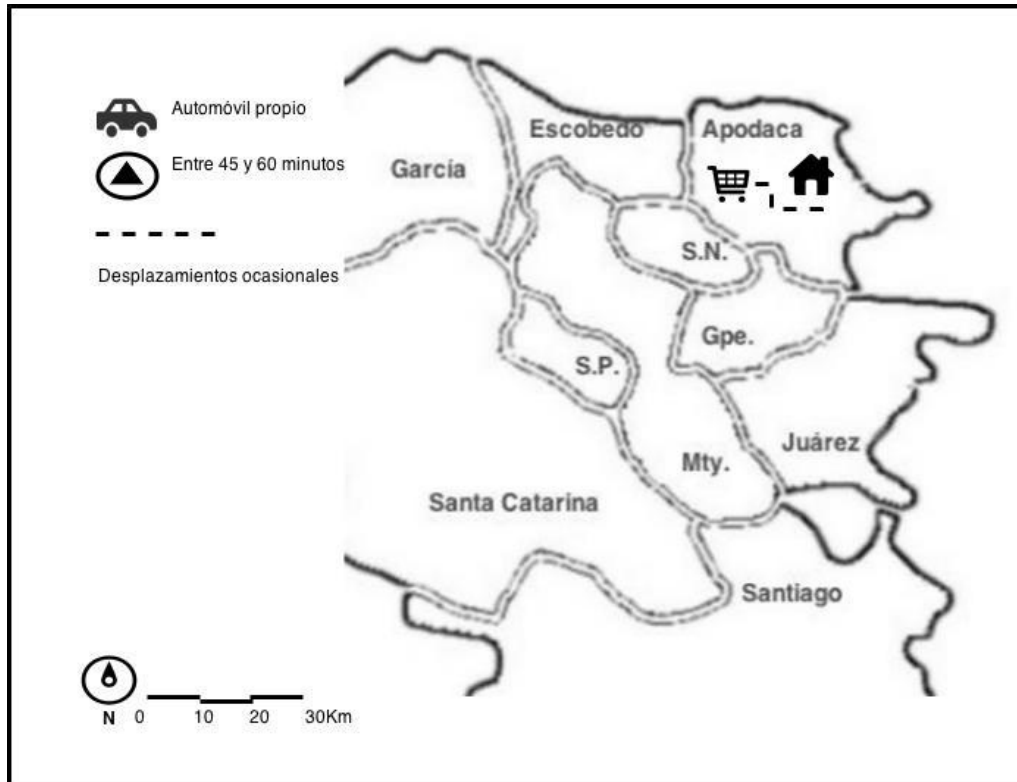 Automóvil propio
Entre 45 y 60 minutos
Desplazamientos ocasionales
Escobedo
Apodaca
García
S.N.
Gpe.
S.P.
Juárez
Mty.
Santa Catarina
Santiago
N 0 10 20 30Km